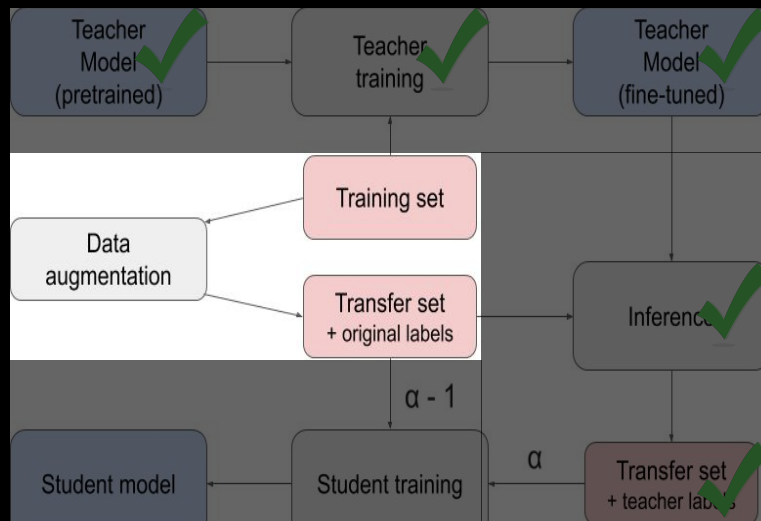 Teacher
Model
(pretrained)
Teacher
training
Teacher
Model
(fine-tuned)
Training set
Data
augmentation
Transfer set
+ original labels
Inference
α - 1
α
Student model
Student training
Transfer set
+ teacher labels